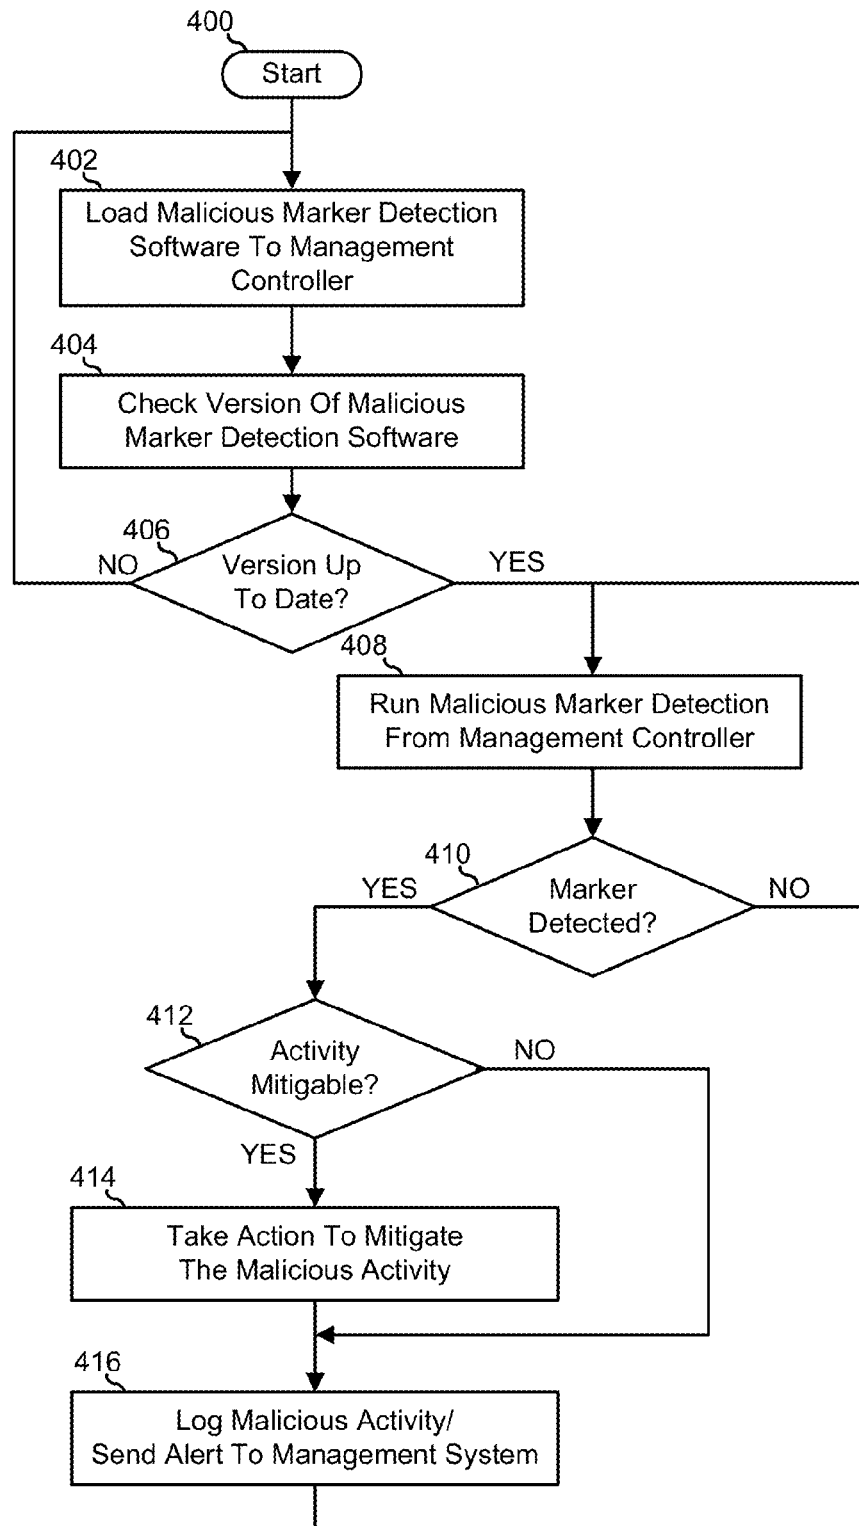 400
Start
402
Load Malicious Marker Detection
Software To Management
Controller
404
Check Version Of Malicious
Marker Detection Software
406
NO
Version Up
To Date?
YES
408
Run Malicious Marker Detection
From Management Controller
410
YES
Marker
Detected?
NO
412
Activity
Mitigable?
NO
YES
414
Take Action To Mitigate
The Malicious Activity
416
Log Malicious Activity/
Send Alert To Management System